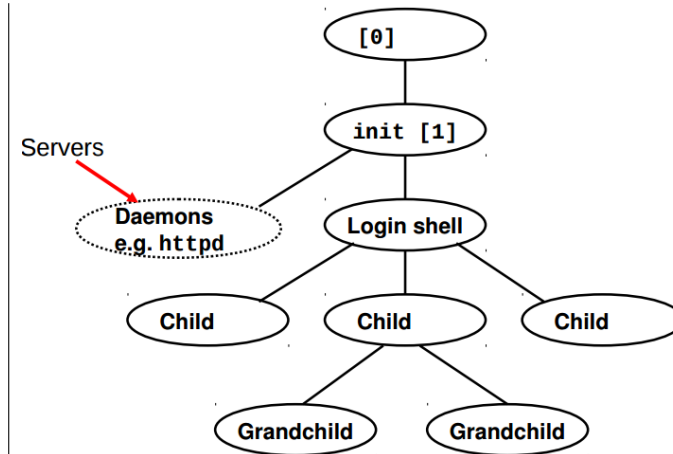 [0]
init [1]
Servers
Daemons
e.g. httpd
Login shell
Child
Child
Child
Grandchild
Grandchild